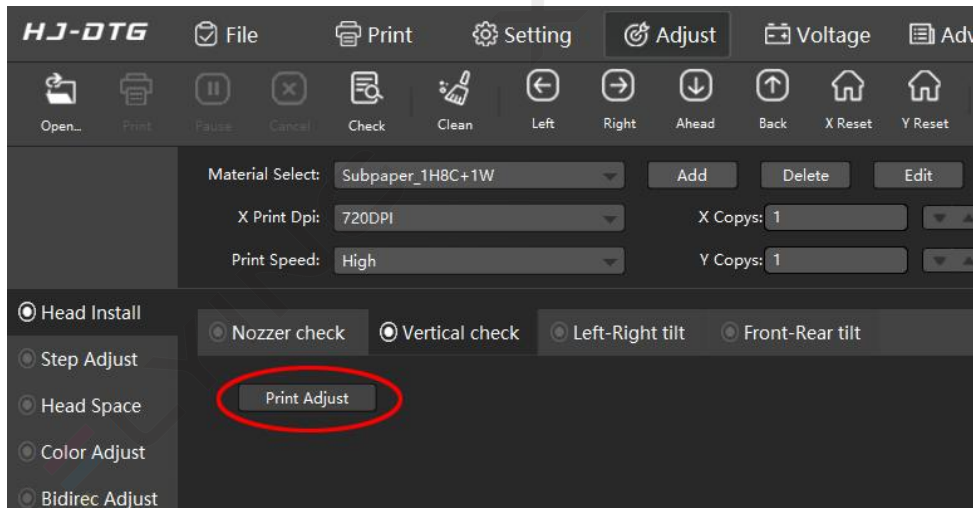 HJ-DTG File Print Setting Adjust Voltage Adv
Open... Print Pause Cancel Check Clean Left Right Ahead Back X Reset Y Reset
Material Select: Subpaper_1H8C+1W Add Delete Edit
X Print Dpi: 720DPI X Copys: 1
Print Speed: High Y Copys: 1
Head Install
Nozzer check Vertical check Left-Right tilt Front-Rear tilt
Step Adjust
Print Adjust
Head Space
Color Adjust
Bidirec Adjust